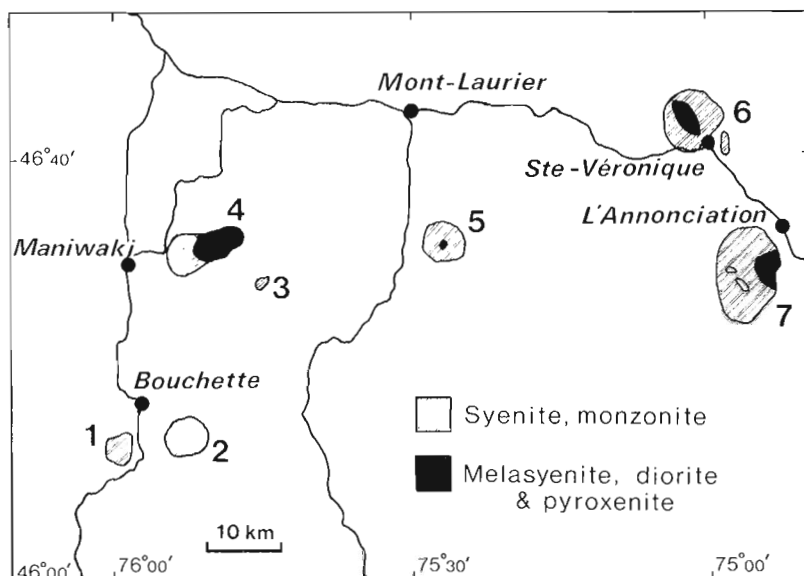 Mont-Laurier
6
46°40'
Ste-Véronique
L'Annonciation
4
5
Maniwaki
3
7
Bouchette
Syenite, monzonite
1
2
Melasyenite, diorite
& pyroxenite
10 km
46°00'
76°00'
75°30'
75°00'